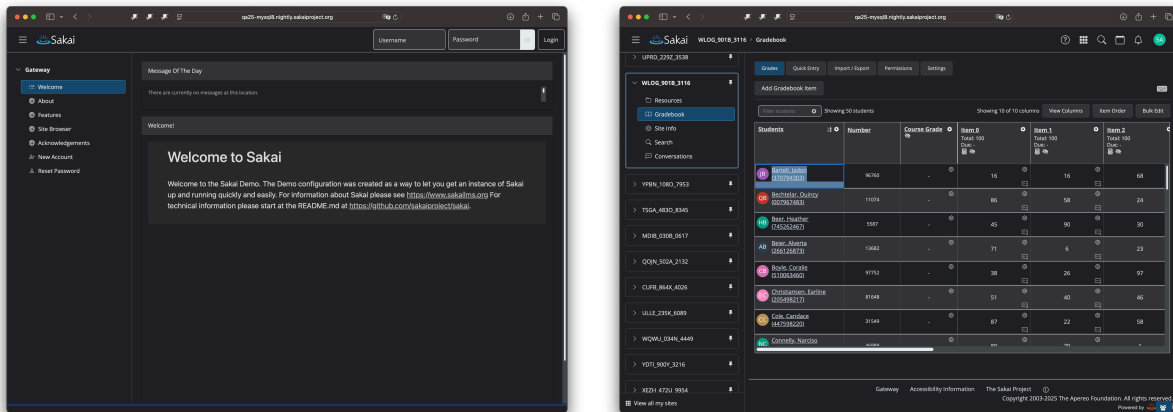 qa25-mysql8.nightly.sakaiproject.org
Sakai
Username
Password
Login
Gateway
Welcome
About
Features
Site Browser
Acknowledgements
New Account
Reset Password
Message Of The Day
There are currently no messages at this location.
Welcome!
Welcome to Sakai
Welcome to the Sakai Demo. The Demo configuration was created as a way to let you get an instance of Sakai
up and running quickly and easily. For information about Sakai please see https://www.sakailms.org For
technical information please start at the README.md at https://github.com/sakaiproject/sakai.
qa25-mysql8.nightly.sakaiproject.org
Sakai WLOG_901B_3116 › Gradebook
SA
UPRD_229Z_3538
WLOG_901B_3116
Resources
Gradebook
Site Info
Search
Conversations
YPBN_108O_7953
TSGA_483O_8345
MDIB_030B_0617
QOJN_502A_2132
CUFB_864X_4026
ULLE_235K_6089
WQWU_034N_4449
YDTI_900Y_3216
XEZH_472U_9954
View all my sites
Grades Quick Entry Import / Export Permissions Settings
Add Gradebook Item
Filter students Showing 50 students Showing 10 of 10 columns View Columns Item Order Bulk Edit
Students Number Course Grade Item 0 Item 1 Item 2
Total: 100 Total: 100 Total: 100
Due: - Due: - Due: -
JB Bartell, Jadon (370794303) 96760 - 16 16 68
QB Bechtelar, Quincy (007967483) 11074 - 86 58 24
HB Beer, Heather (745262467) 5587 - 45 90 30
AB Beier, Alverta (266126873) 13682 - 71 6 23
CB Boyle, Coralie (510063460) 97752 - 38 26 97
EC Christiansen, Earline (205498217) 81648 - 51 40 46
CC Cole, Candace (447598220) 31549 - 87 22 58
NC Connelly, Narciso
Gateway Accessibility Information The Sakai Project
Copyright 2003-2025 The Apereo Foundation. All rights reserved.
Powered by